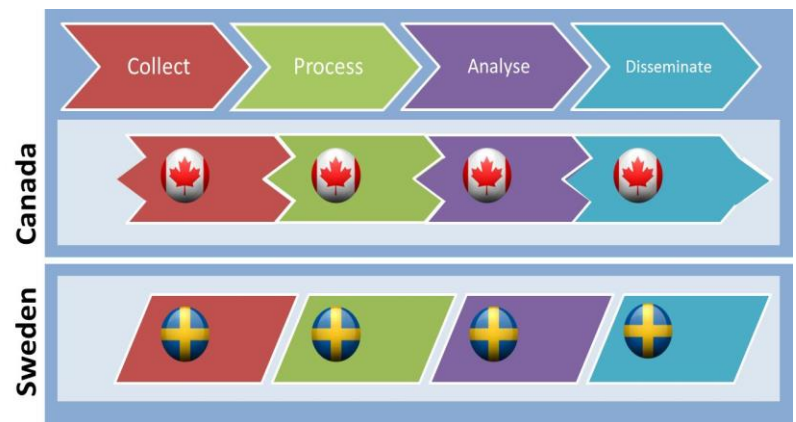 Collect
Process
Analyse
Disseminate
Canada
Sweden